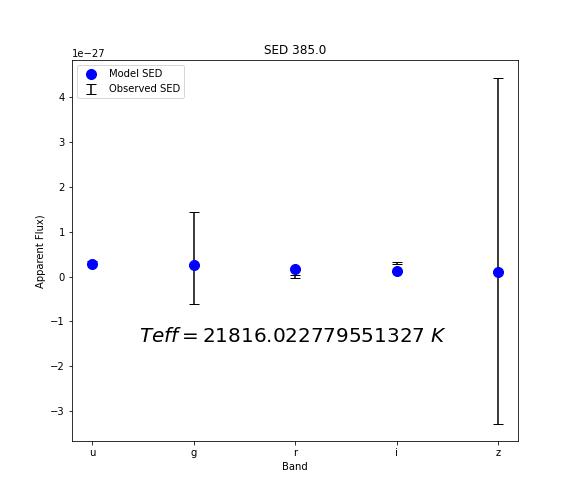 SED 385.0
1e−27
Model SED
Observed SED
4
3
2
1
0
−1
−2
−3
Apparent Flux)
Teff = 21816.022779551327 K
u g r i z
Band